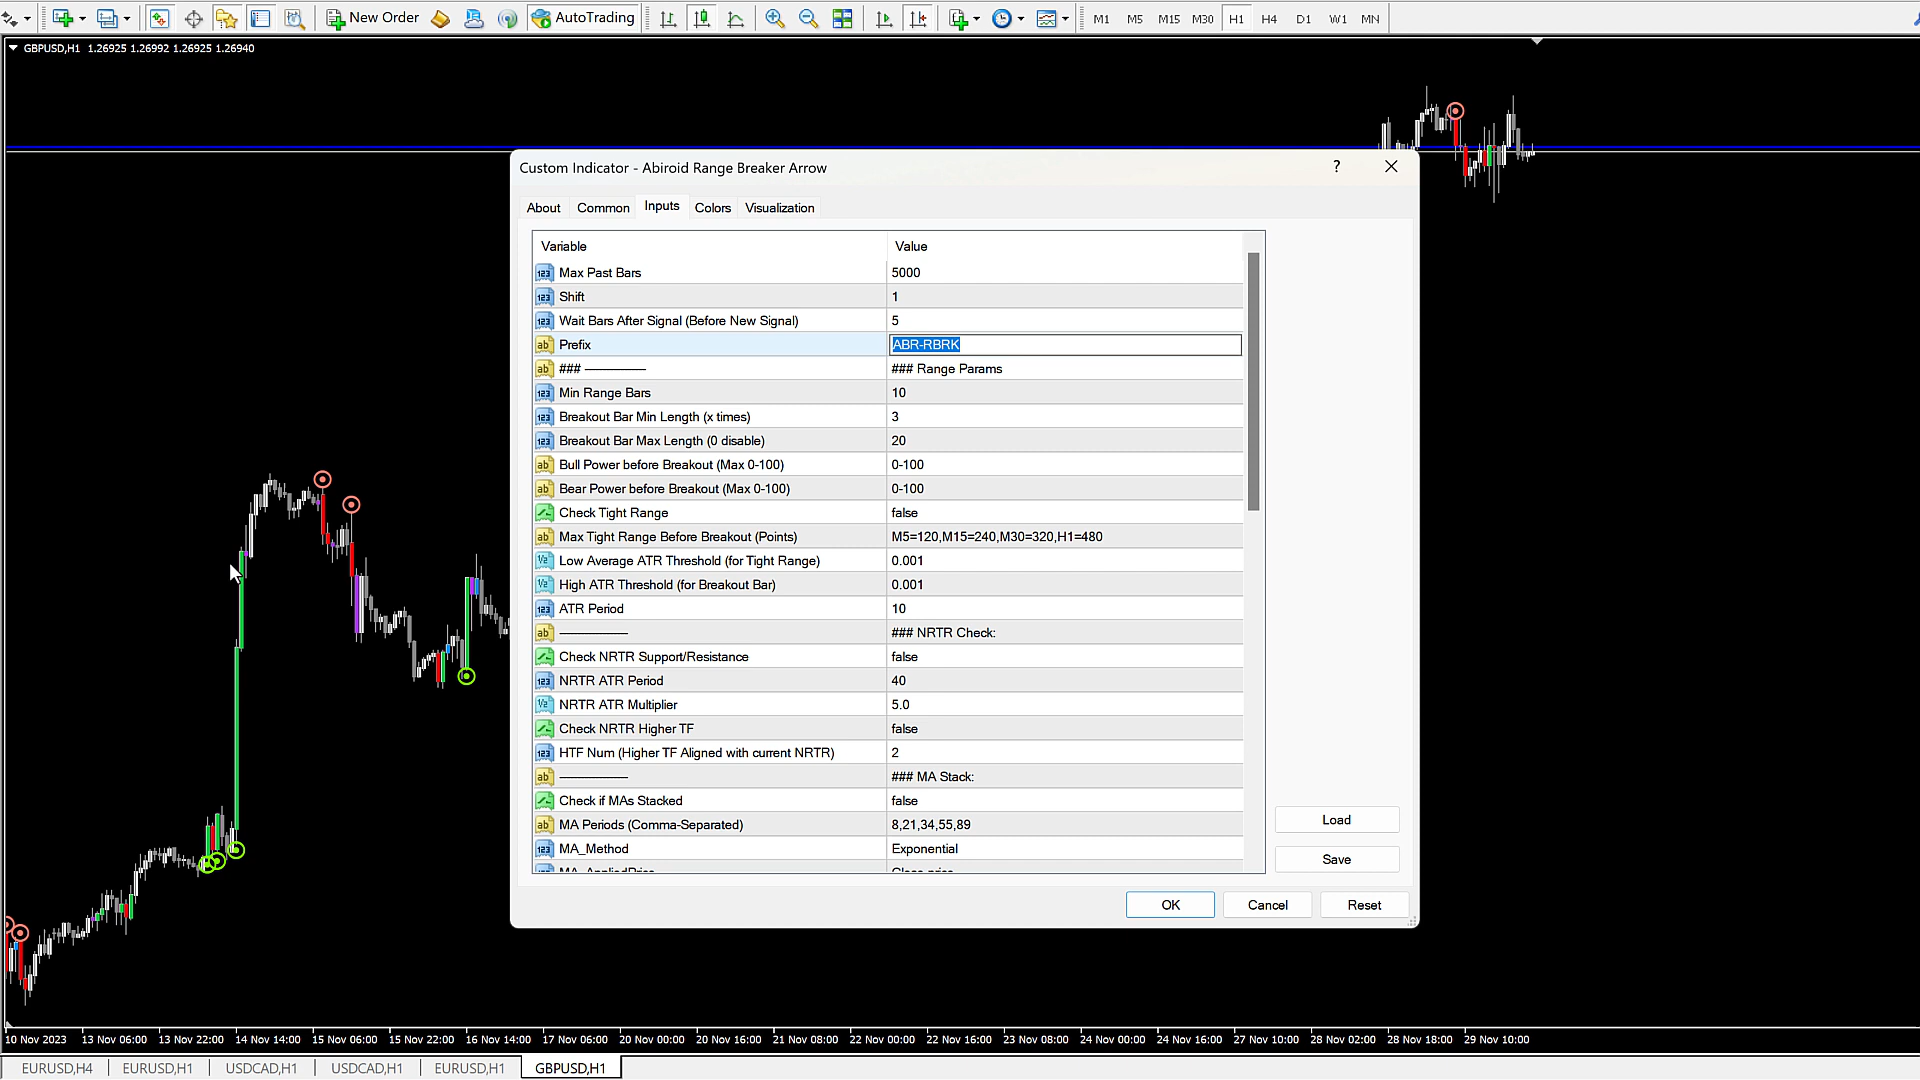 New Order AutoTrading M1 M5 M15 M30 H1 H4 D1 W1 MN
GBPUSD,H1 1.26925 1.26992 1.26925 1.26940
Custom Indicator - Abiroid Range Breaker Arrow ?
About Common Inputs Colors Visualization
Variable Value
Max Past Bars 5000
Shift 1
Wait Bars After Signal (Before New Signal) 5
Prefix ABR-RBRK
### ————— ### Range Params
Min Range Bars 10
Breakout Bar Min Length (x times) 3
Breakout Bar Max Length (0 disable) 20
Bull Power before Breakout (Max 0-100) 0-100
Bear Power before Breakout (Max 0-100) 0-100
Check Tight Range false
Max Tight Range Before Breakout (Points) M5=120,M15=240,M30=320,H1=480
Low Average ATR Threshold (for Tight Range) 0.001
High ATR Threshold (for Breakout Bar) 0.001
ATR Period 10
————— ### NRTR Check:
Check NRTR Support/Resistance false
NRTR ATR Period 40
NRTR ATR Multiplier 5.0
Check NRTR Higher TF false
HTF Num (Higher TF Aligned with current NRTR) 2
————— ### MA Stack:
Check if MAs Stacked false
MA Periods (Comma-Separated) 8,21,34,55,89
MA_Method Exponential
MA_AppliedPrice Close price
Load
Save
OK Cancel Reset
10 Nov 2023 13 Nov 06:00 13 Nov 22:00 14 Nov 14:00 15 Nov 06:00 15 Nov 22:00 16 Nov 14:00 17 Nov 06:00 20 Nov 00:00 20 Nov 16:00 21 Nov 08:00 22 Nov 00:00 22 Nov 16:00 23 Nov 08:00 24 Nov 00:00 24 Nov 16:00 27 Nov 10:00 28 Nov 02:00 28 Nov 18:00 29 Nov 10:00
EURUSD,H4 EURUSD,H1 USDCAD,H1 USDCAD,H1 EURUSD,H1 GBPUSD,H1